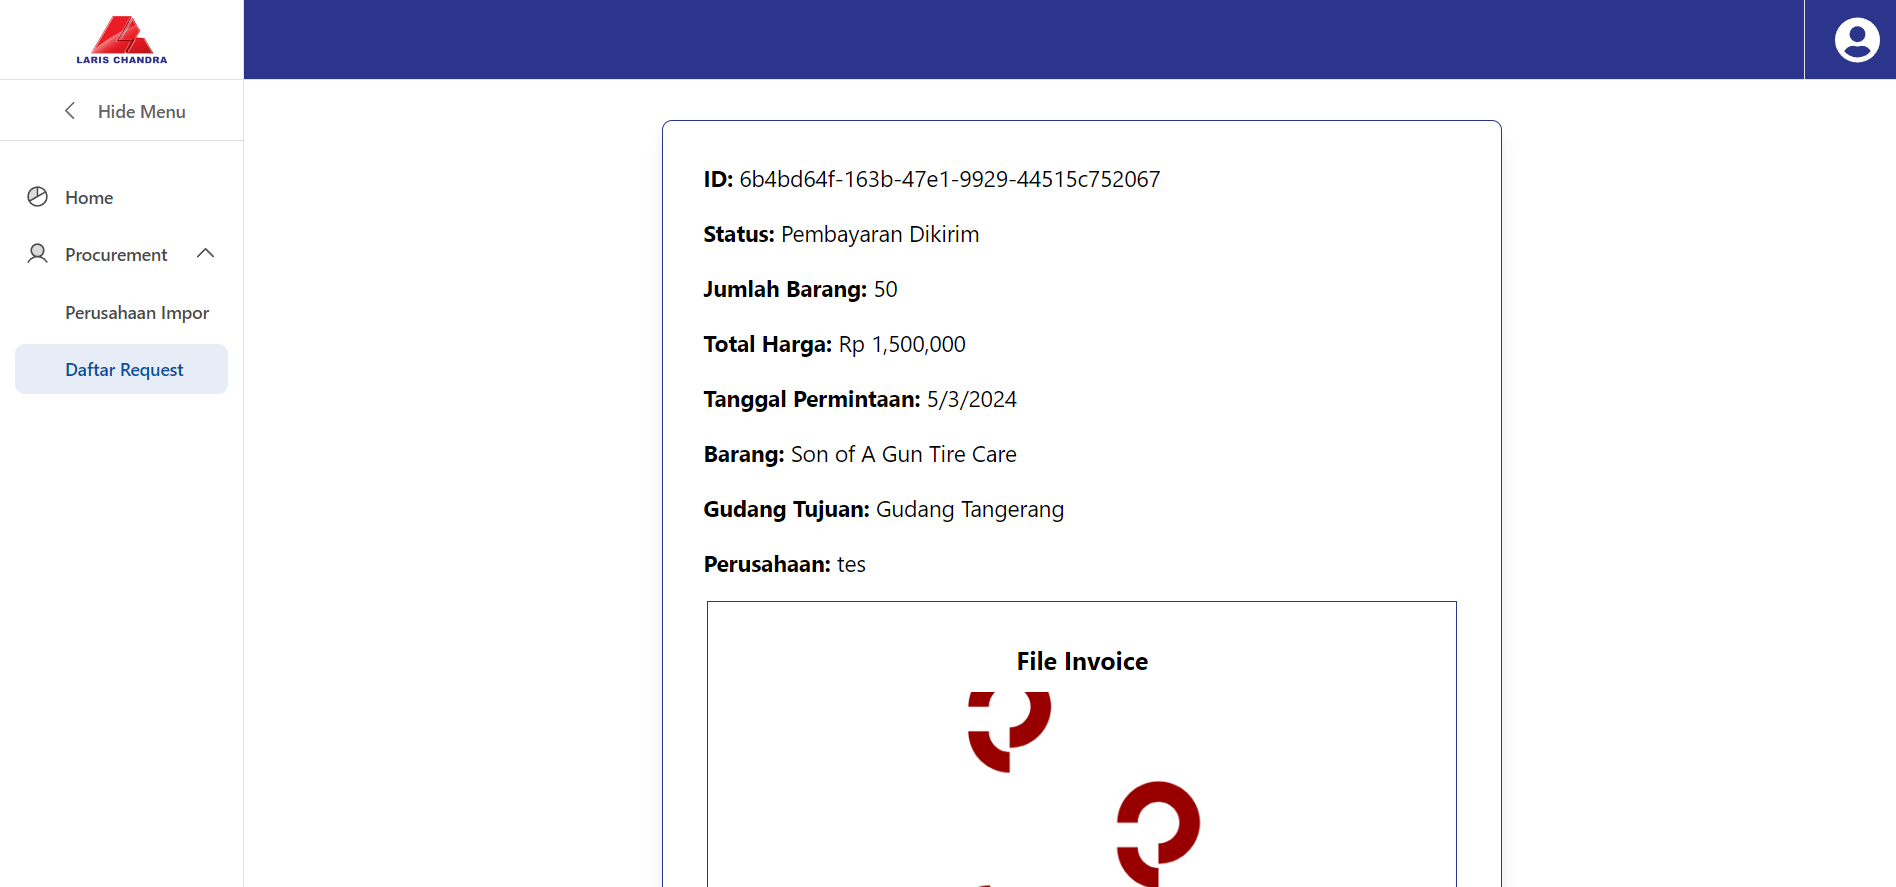 LARIS CHANDRA
Hide Menu
Home
Procurement
Perusahaan Impor
Daftar Request
ID: 6b4bd64f-163b-47e1-9929-44515c752067
Status: Pembayaran Dikirim
Jumlah Barang: 50
Total Harga: Rp 1,500,000
Tanggal Permintaan: 5/3/2024
Barang: Son of A Gun Tire Care
Gudang Tujuan: Gudang Tangerang
Perusahaan: tes
File Invoice